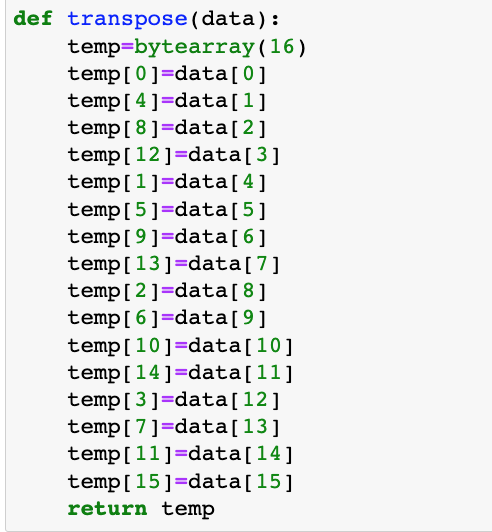 def transpose(data):
    temp=bytearray(16)
    temp[0]=data[0]
    temp[4]=data[1]
    temp[8]=data[2]
    temp[12]=data[3]
    temp[1]=data[4]
    temp[5]=data[5]
    temp[9]=data[6]
    temp[13]=data[7]
    temp[2]=data[8]
    temp[6]=data[9]
    temp[10]=data[10]
    temp[14]=data[11]
    temp[3]=data[12]
    temp[7]=data[13]
    temp[11]=data[14]
    temp[15]=data[15]
    return temp